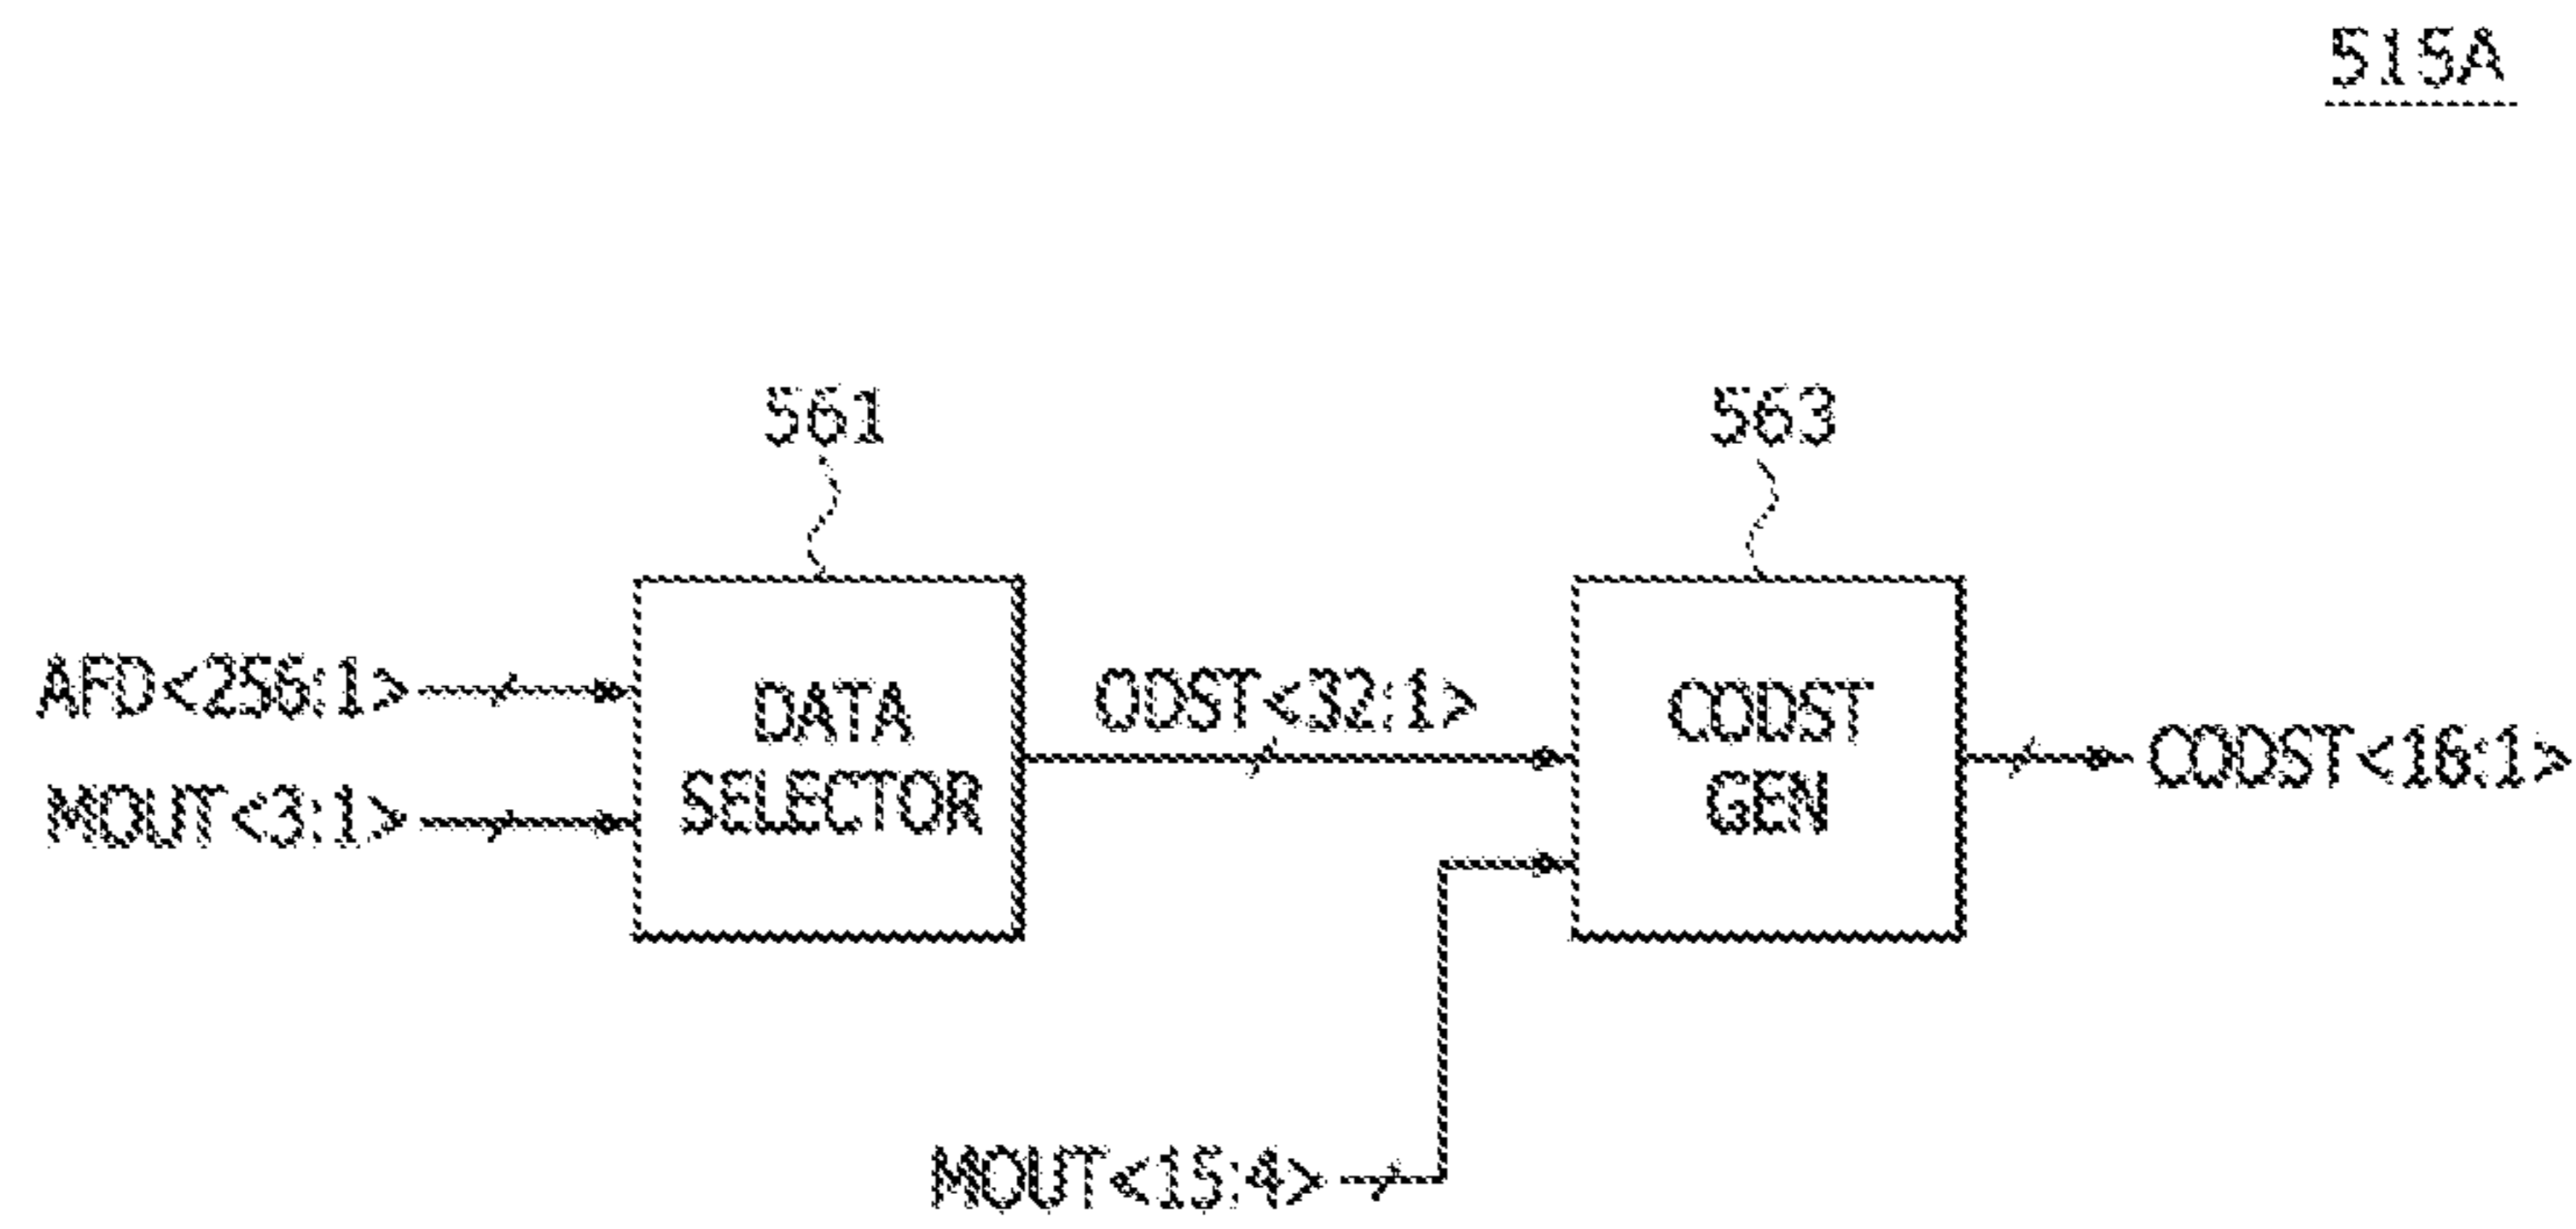 515A
561
563
AFD<256:1>
MOUT<3:1>
DATA
SELECTOR
ODST<32:1>
CODST
GEN
CODST<16:1>
MOUT<15:4>